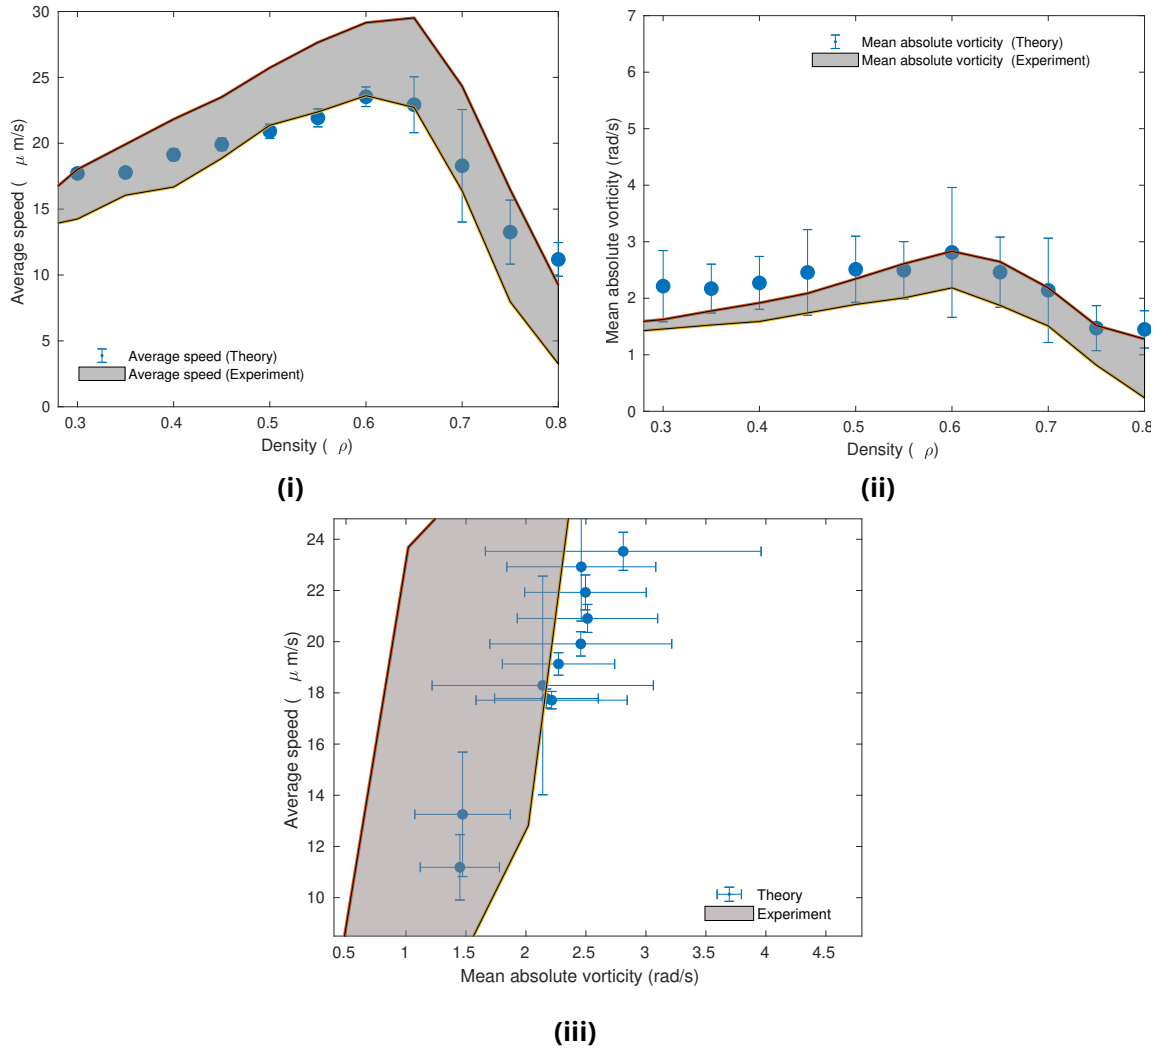 30
25
20
15
10
5
0
Average speed ( μ m/s)
Average speed (Theory)
Average speed (Experiment)
0.3 0.4 0.5 0.6 0.7 0.8
Density ( ρ)
(i)
7
6
5
4
3
2
1
0
Mean absolute vorticity (rad/s)
Mean absolute vorticity (Theory)
Mean absolute vorticity (Experiment)
0.3 0.4 0.5 0.6 0.7 0.8
Density ( ρ)
(ii)
24
22
20
18
16
14
12
10
Average speed ( μ m/s)
Theory
Experiment
0.5 1 1.5 2 2.5 3 3.5 4 4.5
Mean absolute vorticity (rad/s)
(iii)